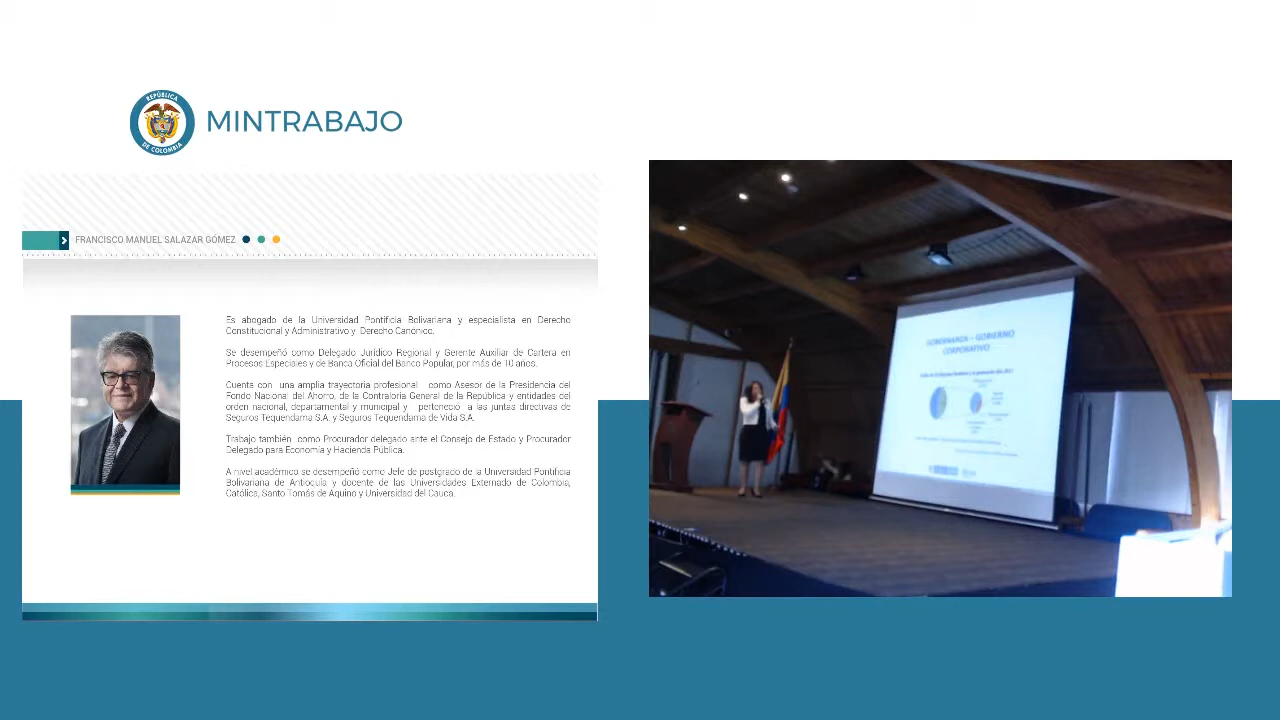 REPÚBLICA
DE COLOMBIA
MINTRABAJO
FRANCISCO MANUEL SALAZAR GÓMEZ
Es abogado de la Universidad Pontificia Bolivariana y especialista en Derecho
Constitucional y Administrativo y Derecho Canónico.
Se desempeñó como Delegado Jurídico Regional y Gerente Auxiliar de Cartera en
Procesos Especiales y de Banca Oficial del Banco Popular, por más de 10 años.
Cuenta con una amplia trayectoria profesional como Asesor de la Presidencia del
Fondo Nacional del Ahorro, de la Contraloría General de la República y entidades del
orden nacional, departamental y municipal y perteneció a las juntas directivas de
Seguros Tequendama S.A. y Seguros Tequendama de Vida S.A.
Trabajo también como Procurador delegado ante el Consejo de Estado y Procurador
Delegado para Economía y Hacienda Pública.
A nivel académico se desempeñó como Jefe de postgrado de la Universidad Pontificia
Bolivariana de Antioquía y docente de las Universidades Externado de Colombia,
Católica, Santo Tomás de Aquino y Universidad del Cauca.
GOBERNANZA – GOBIERNO
CORPORATIVO